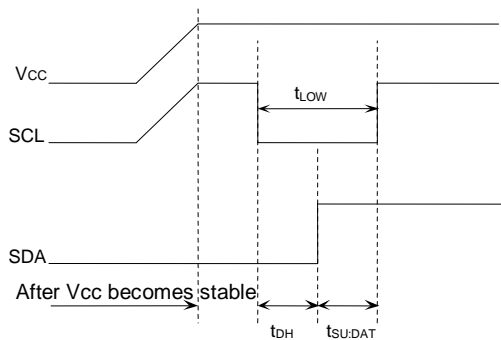 VCC
tLOW
SCL
SDA
After Vcc becomes stable
tDH
tSU:DAT